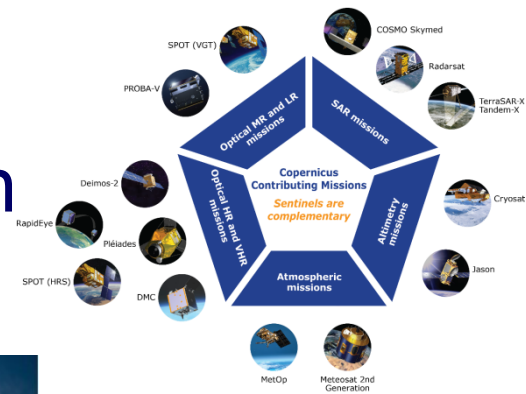 COSMO Skymed
SPOT (VGT)
Radarsat
PROBA-V
TerraSAR-X
Tandem-X
Optical MR and LR
missions
SAR missions
Deimos-2
Copernicus
Contributing Missions
Sentinels are
complementary
Optical HR and VHR
missions
Altimetry
missions
Cryosat
RapidEye
Pléiades
SPOT (HRS)
DMC
Jason
Atmospheric
missions
MetOp
Meteosat 2nd
Generation